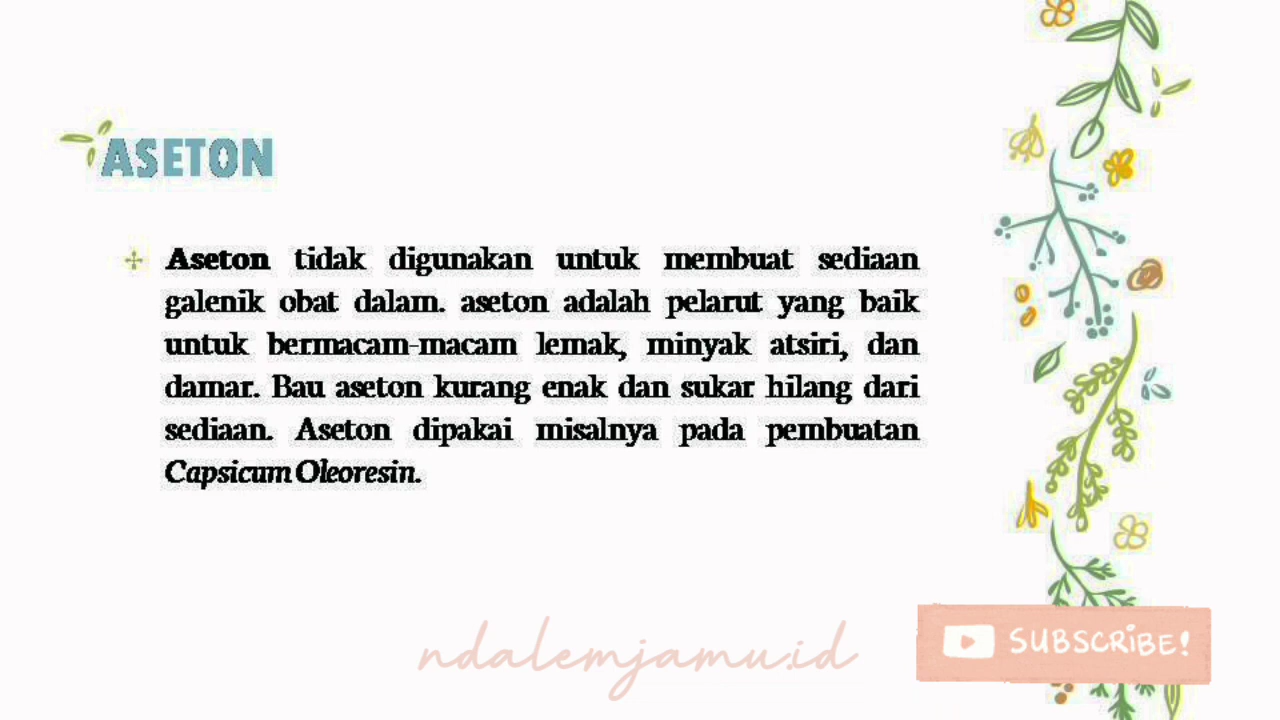 ASETON
Aseton tidak digunakan untuk membuat sediaan
galenik obat dalam. aseton adalah pelarut yang baik
untuk bermacam-macam lemak, minyak atsiri, dan
damar. Bau aseton kurang enak dan sukar hilang dari
sediaan. Aseton dipakai misalnya pada pembuatan
Capsicum Oleoresin.
ndalemjamu.id
SUBSCRIBE!